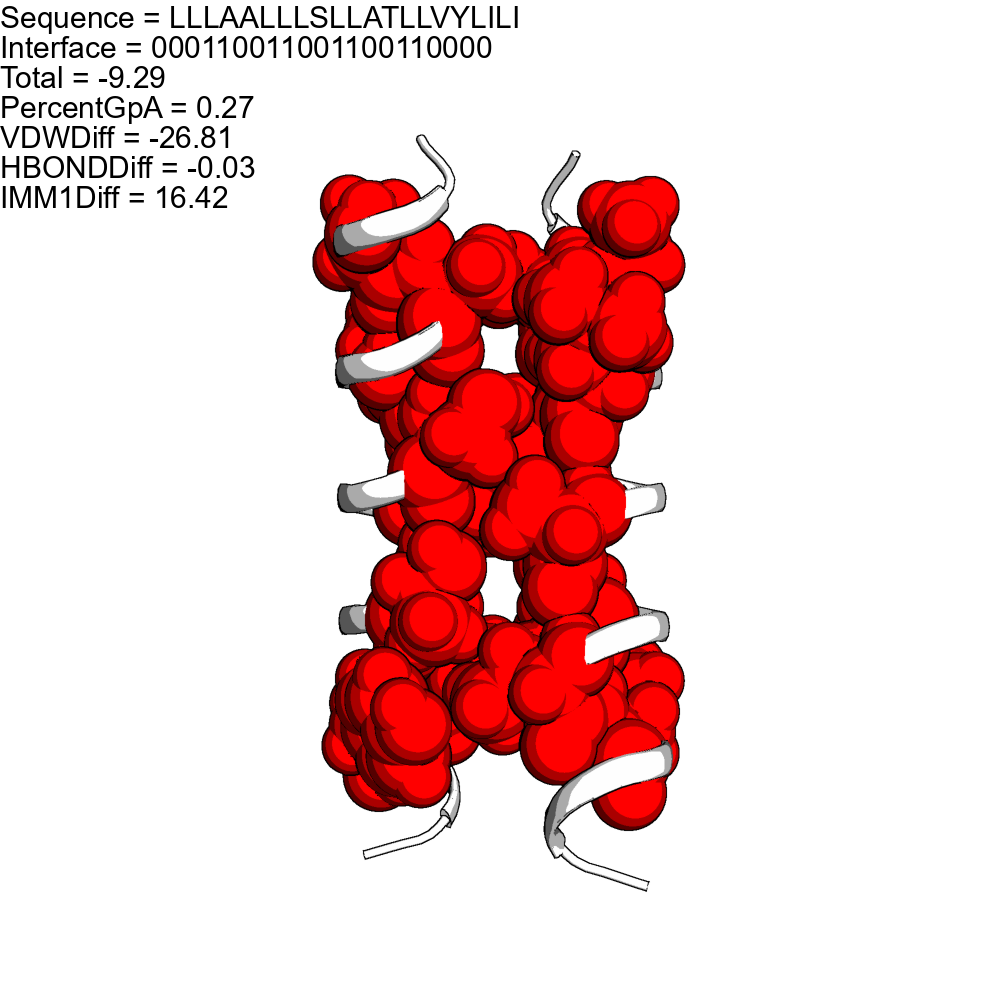 Sequence = LLLAALLLSLLATLLVYLILI
Interface = 000110011001100110000
Total = -9.29
PercentGpA = 0.27
VDWDiff = -26.81
HBONDDiff = -0.03
IMM1Diff = 16.42